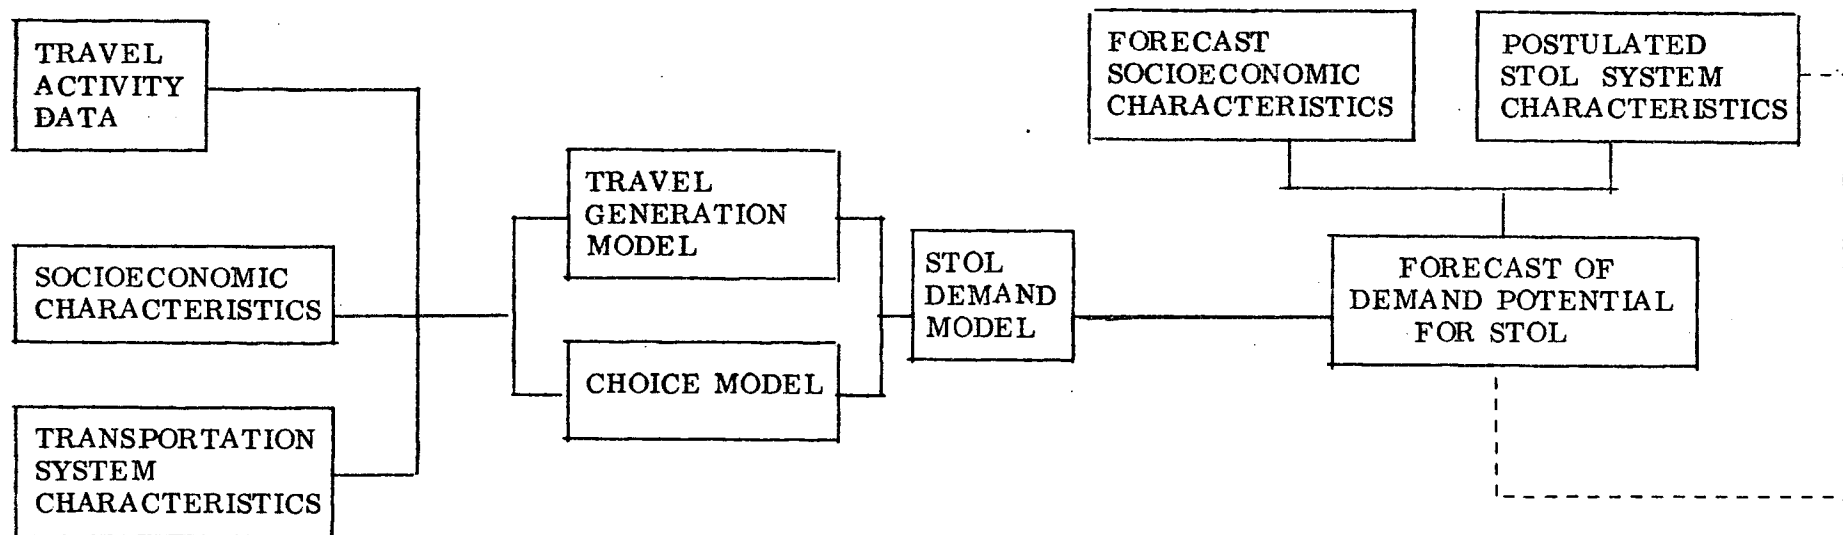 TRAVEL
ACTIVITY
DATA
SOCIOECONOMIC
CHARACTERISTICS
TRANSPORTATION
SYSTEM
CHARACTERISTICS
TRAVEL
GENERATION
MODEL
CHOICE MODEL
STOL
DEMAND
MODEL
FORECAST
SOCIOECONOMIC
CHARACTERISTICS
POSTULATED
STOL SYSTEM
CHARACTERISTICS
FORECAST OF
DEMAND POTENTIAL
FOR STOL